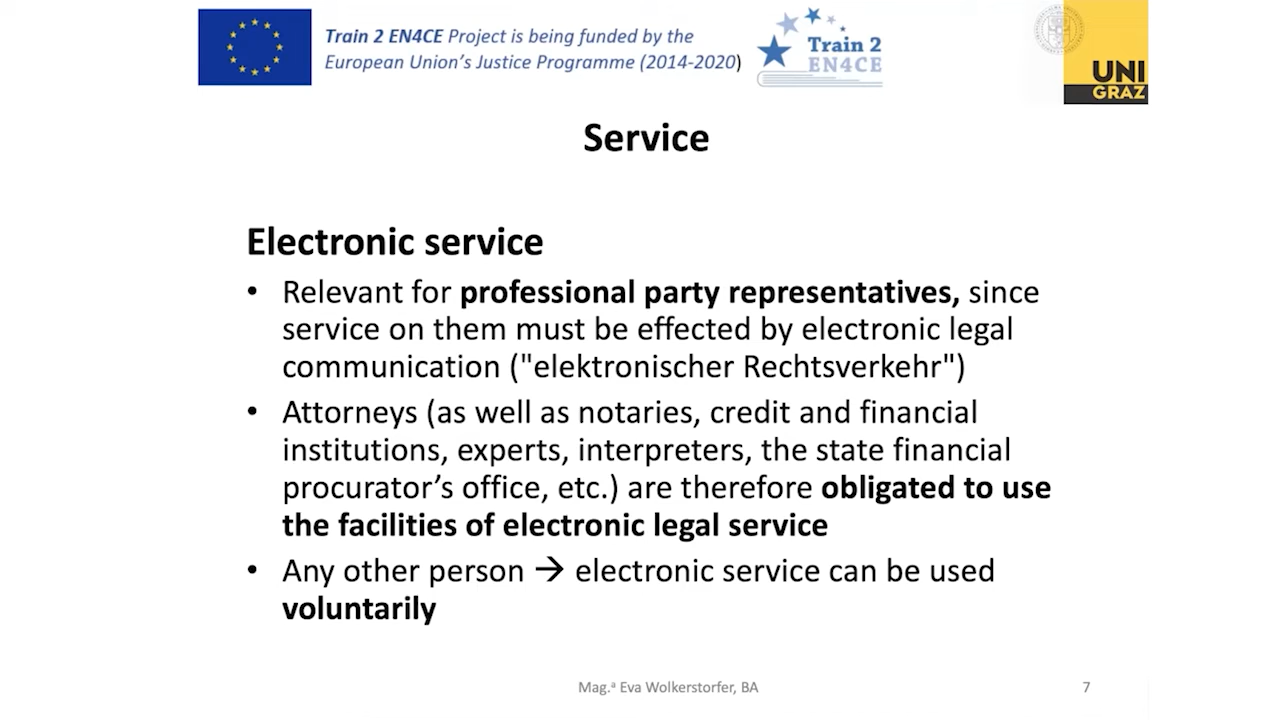 Train 2 EN4CE Project is being funded by the
European Union's Justice Programme (2014-2020)
Train 2
EN4CE
UNI
GRAZ
Service
Electronic service
• Relevant for professional party representatives, since
service on them must be effected by electronic legal
communication ("elektronischer Rechtsverkehr")
• Attorneys (as well as notaries, credit and financial
institutions, experts, interpreters, the state financial
procurator’s office, etc.) are therefore obligated to use
the facilities of electronic legal service
• Any other person → electronic service can be used
voluntarily
Mag.ª Eva Wolkerstorfer, BA
7